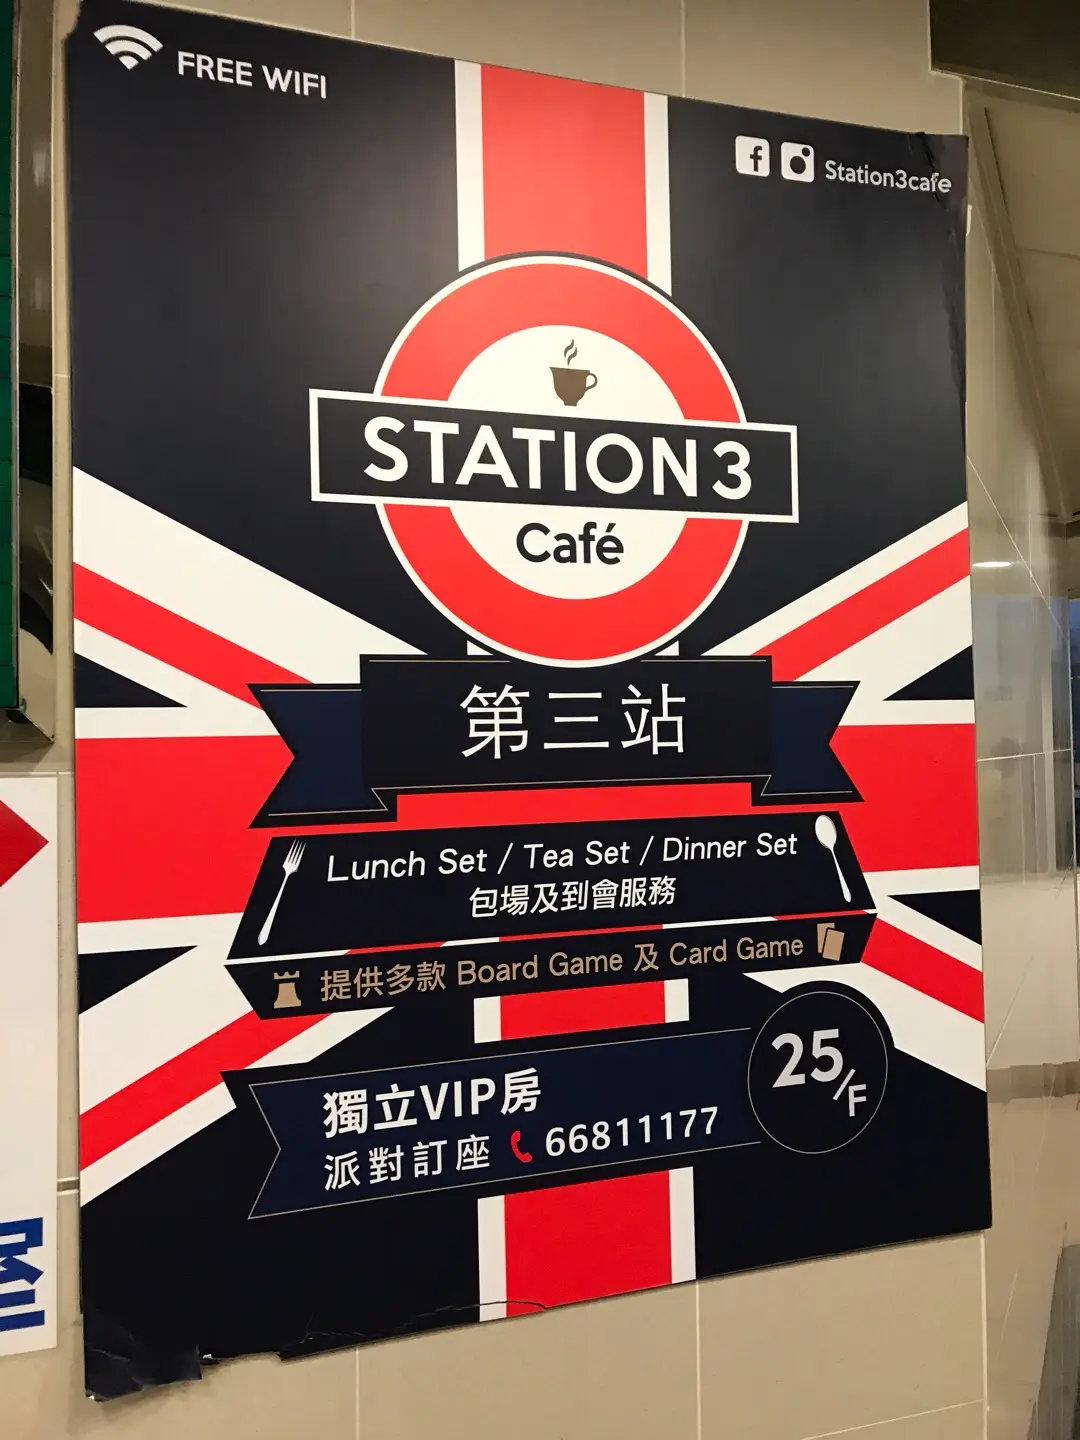 FREE WIFI
Station3cafe
STATION 3
Café
第三站
Lunch Set / Tea Set / Dinner Set
包場及到會服務
提供多款 Board Game 及 Card Game
獨立VIP房
派對訂座 66811177
25/F